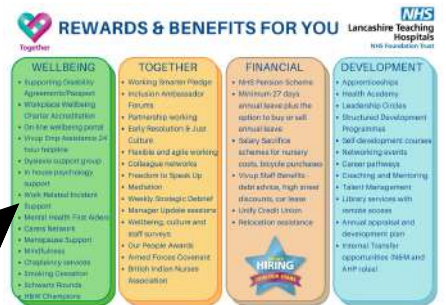 Together
REWARDS & BENEFITS FOR YOU
NHS
Lancashire Teaching
Hospitals
NHS Foundation Trust
WELLBEING
• Supporting Disability
Agreements/Passport
• Workplace Wellbeing
Charter Accreditation
• On line wellbeing portal
• Vivup Emp Assistance 24
hour helpline
• Dyslexia support group
• In house psychology
support
• Work Related Incident
Support
• Mental Health First Aiders
• Carers Network
• Menopause Support
• Mindfulness
• Chaplaincy services
• Smoking Cessation
• Schwartz Rounds
• H&W Champions
TOGETHER
• Working Smarter Pledge
• Inclusion Ambassador
Forums
• Partnership working
• Early Resolution & Just
Culture
• Flexible and agile working
• Colleague networks
• Freedom to Speak Up
• Mediation
• Weekly Strategic Debrief
• Manager Update sessions
• Wellbeing, culture and
staff surveys
• Our People Awards
• Armed Forces Covenant
• British Indian Nurses
Association
FINANCIAL
• NHS Pension Scheme
• Minimum 27 days
annual leave plus the
option to buy or sell
annual leave
• Salary Sacrifice
schemes for nursery
costs, bicycle purchases
• Vivup Staff Benefits -
debt advice, high street
discounts, car lease
• Unify Credit Union
• Relocation assistance
HIRING
DEVELOPMENT
• Apprenticeships
• Health Academy
• Leadership Circles
• Structured Development
Programmes
• Self-development courses
• Networking events
• Career pathways
• Coaching and Mentoring
• Talent Management
• Library services with
remote access
• Annual appraisal and
development plan
• Internal Transfer
opportunities (N&M and
AHP roles)